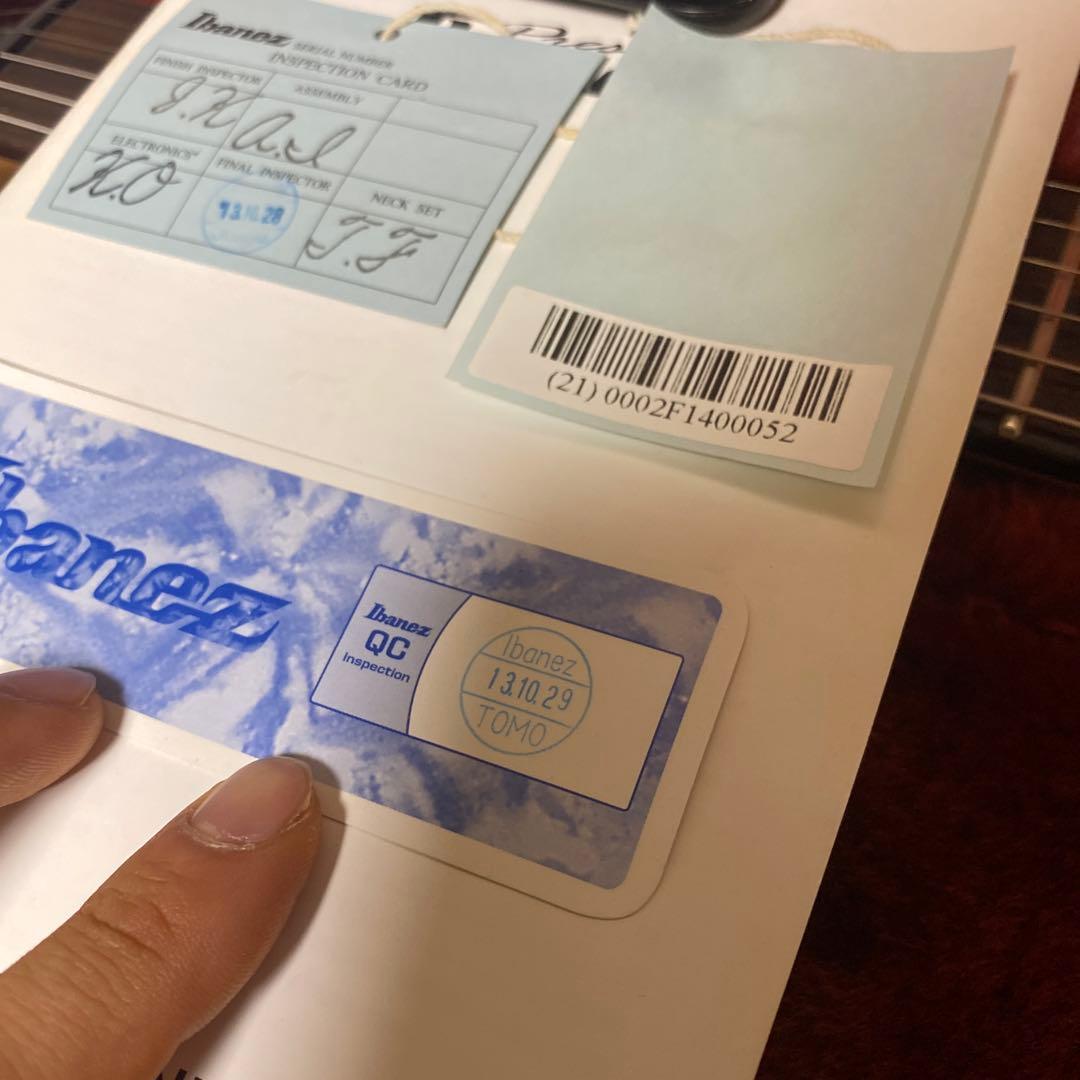 Ibanez SERIAL NUMBER
INSPECTION CARD
FINISH INSPECTOR
ASSEMBLY
J.K
A.I
ELECTRONICS
FINAL INSPECTOR
NECK SET
K.O
13.10.28
T.F
Pres
(21) 0002F1400052
Ibanez
Ibanez
QC
Inspection
Ibanez
13.10.29
TOMO